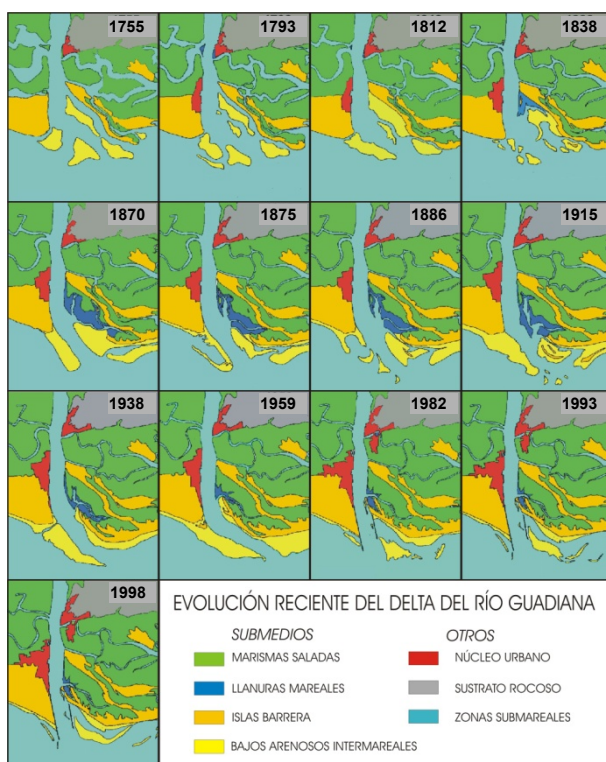 1755 1793 1812 1838
1870 1875 1886 1915
1938 1959 1982 1993
1998
EVOLUCIÓN RECIENTE DEL DELTA DEL RÍO GUADIANA
SUBMEDIOS
MARISMAS SALADAS
LLANURAS MAREALES
ISLAS BARRERA
BAJOS ARENOSOS INTERMAREALES
OTROS
NÚCLEO URBANO
SUSTRATO ROCOSO
ZONAS SUBMAREALES